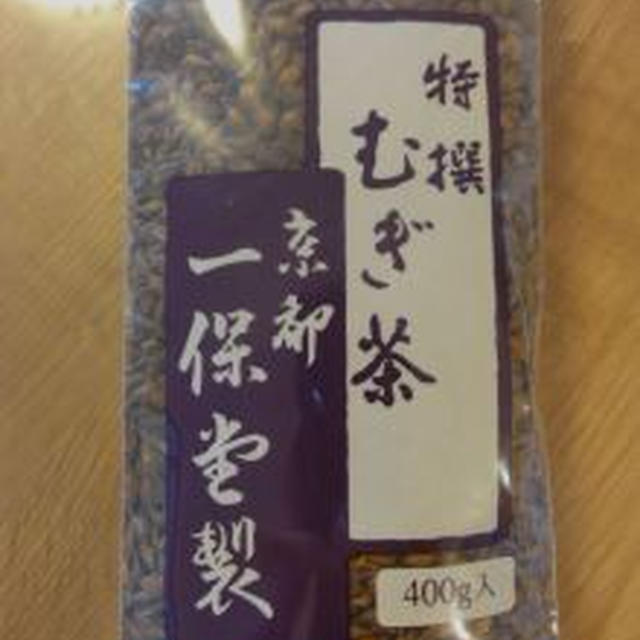 特撰
むぎ茶
京都
一保堂製
400g入